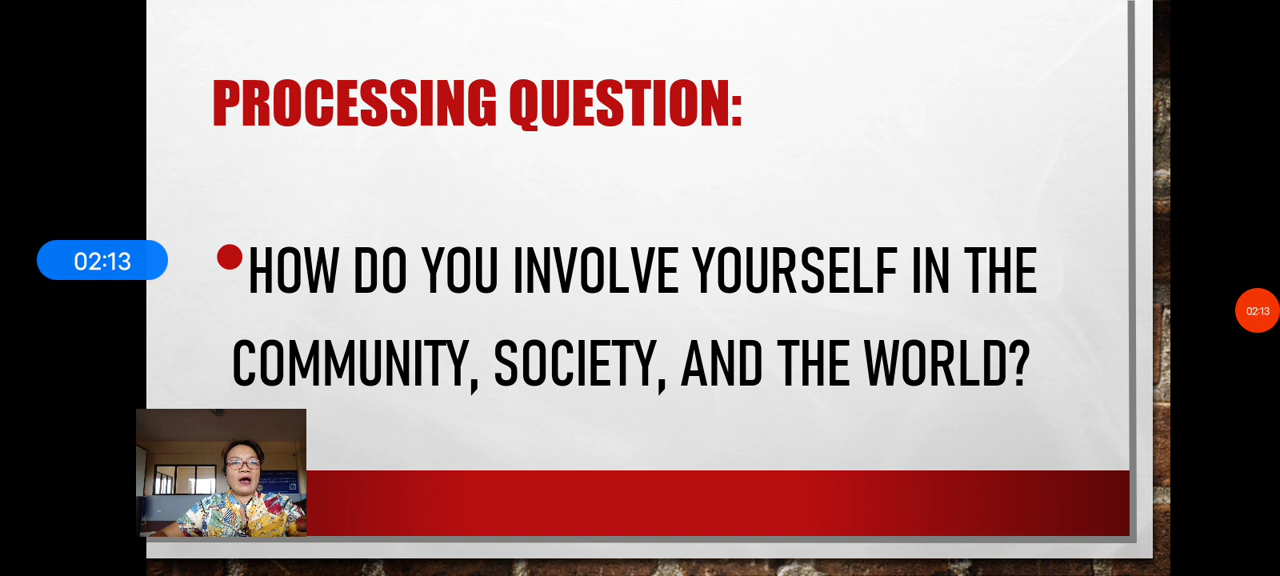 PROCESSING QUESTION:
02:13
HOW DO YOU INVOLVE YOURSELF IN THE
COMMUNITY, SOCIETY, AND THE WORLD?
02:13